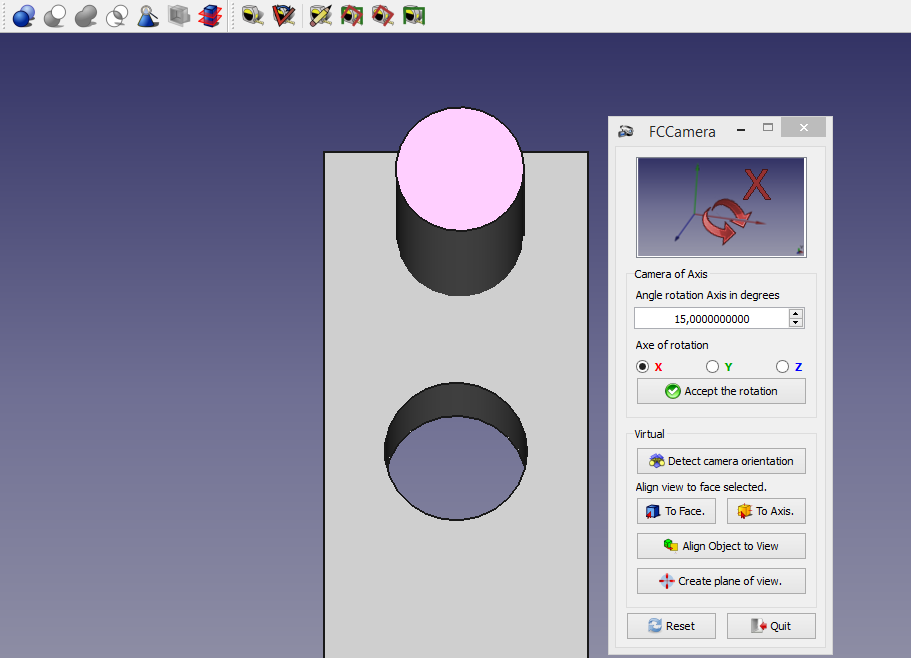 FCCamera
X
Camera of Axis
Angle rotation Axis in degrees
15,0000000000
Axe of rotation
X Y Z
Accept the rotation
Virtual
Detect camera orientation
Align view to face selected.
To Face. To Axis.
Align Object to View
Create plane of view.
Reset Quit